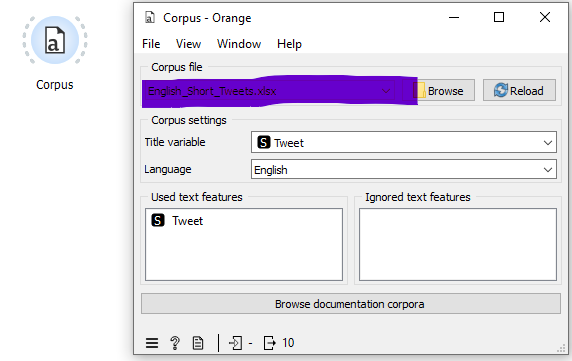 Corpus - Orange
File View Window Help
Corpus
Corpus file
English_Short_Tweets.xlsx Browse Reload
Corpus settings
Title variable S Tweet
Language English
Used text features Ignored text features
S Tweet
Browse documentation corpora
? - 10